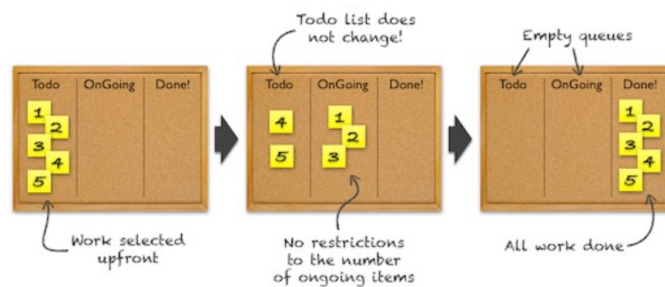 Todo list does
not change!
Empty queues
Todo OnGoing Done!
1
2
3
4
5
Todo OnGoing Done!
4
5
1
2
3
Todo OnGoing Done!
1
2
3
4
5
Work selected
upfront
No restrictions
to the number
of ongoing items
All work done